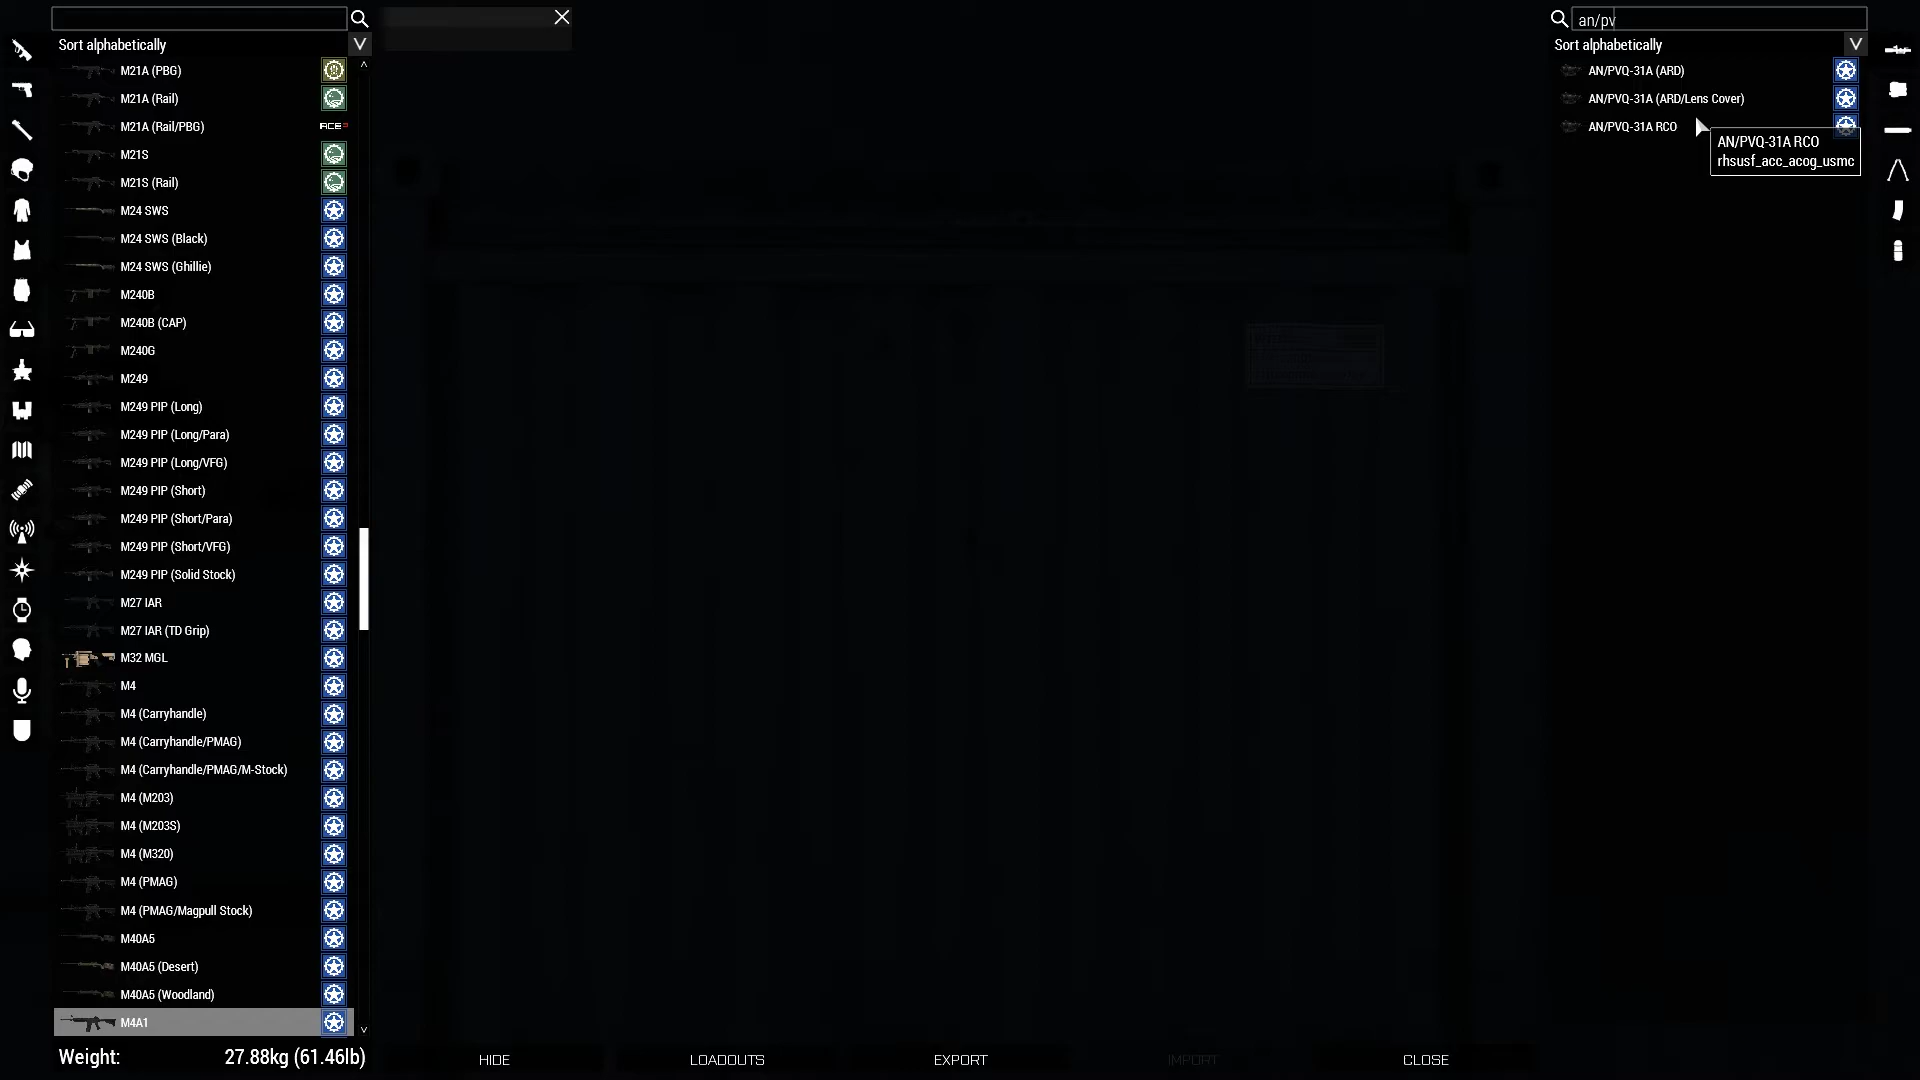 an/pv
Sort alphabetically
V
Sort alphabetically
V
M21A (PBG)
M21A (Rail)
M21A (Rail/PBG)
ACE3
M21S
M21S (Rail)
M24 SWS
M24 SWS (Black)
M24 SWS (Ghillie)
M240B
M240B (CAP)
M240G
M249
M249 PIP (Long)
M249 PIP (Long/Para)
M249 PIP (Long/VFG)
M249 PIP (Short)
M249 PIP (Short/Para)
M249 PIP (Short/VFG)
M249 PIP (Solid Stock)
M27 IAR
M27 IAR (TD Grip)
M32 MGL
M4
M4 (Carryhandle)
M4 (Carryhandle/PMAG)
M4 (Carryhandle/PMAG/M-Stock)
M4 (M203)
M4 (M203S)
M4 (M320)
M4 (PMAG)
M4 (PMAG/Magpull Stock)
M40A5
M40A5 (Desert)
M40A5 (Woodland)
M4A1
AN/PVQ-31A (ARD)
AN/PVQ-31A (ARD/Lens Cover)
AN/PVQ-31A RCO
AN/PVQ-31A RCO
rhsusf_acc_acog_usmc
Weight: 27.88kg (61.46lb)
HIDE
LOADOUTS
EXPORT
IMPORT
CLOSE